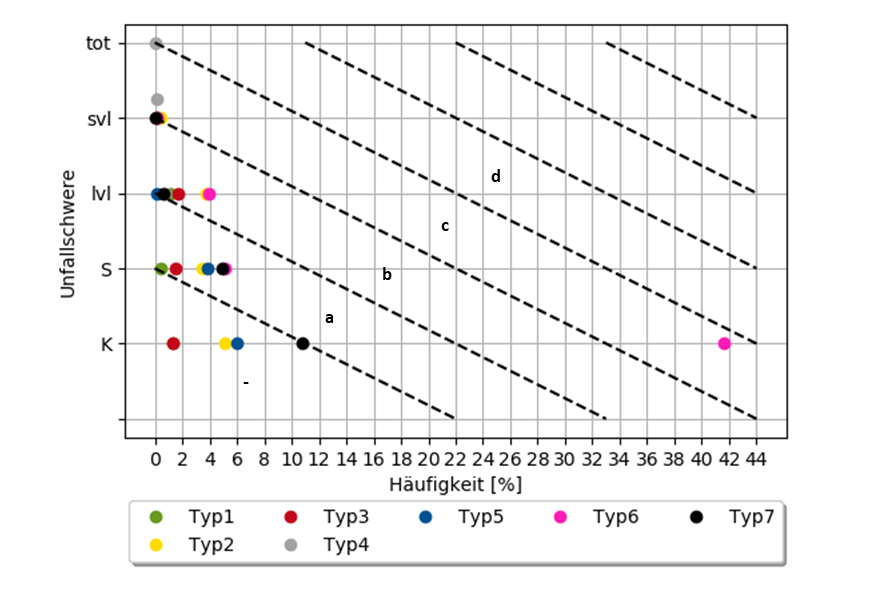 tot
svl
d
lvl
c
Unfallschwere
S
b
a
K
-
0 2 4 6 8 10 12 14 16 18 20 22 24 26 28 30 32 34 36 38 40 42 44
Häufigkeit [%]
Typ1 Typ3 Typ5 Typ6 Typ7
Typ2 Typ4